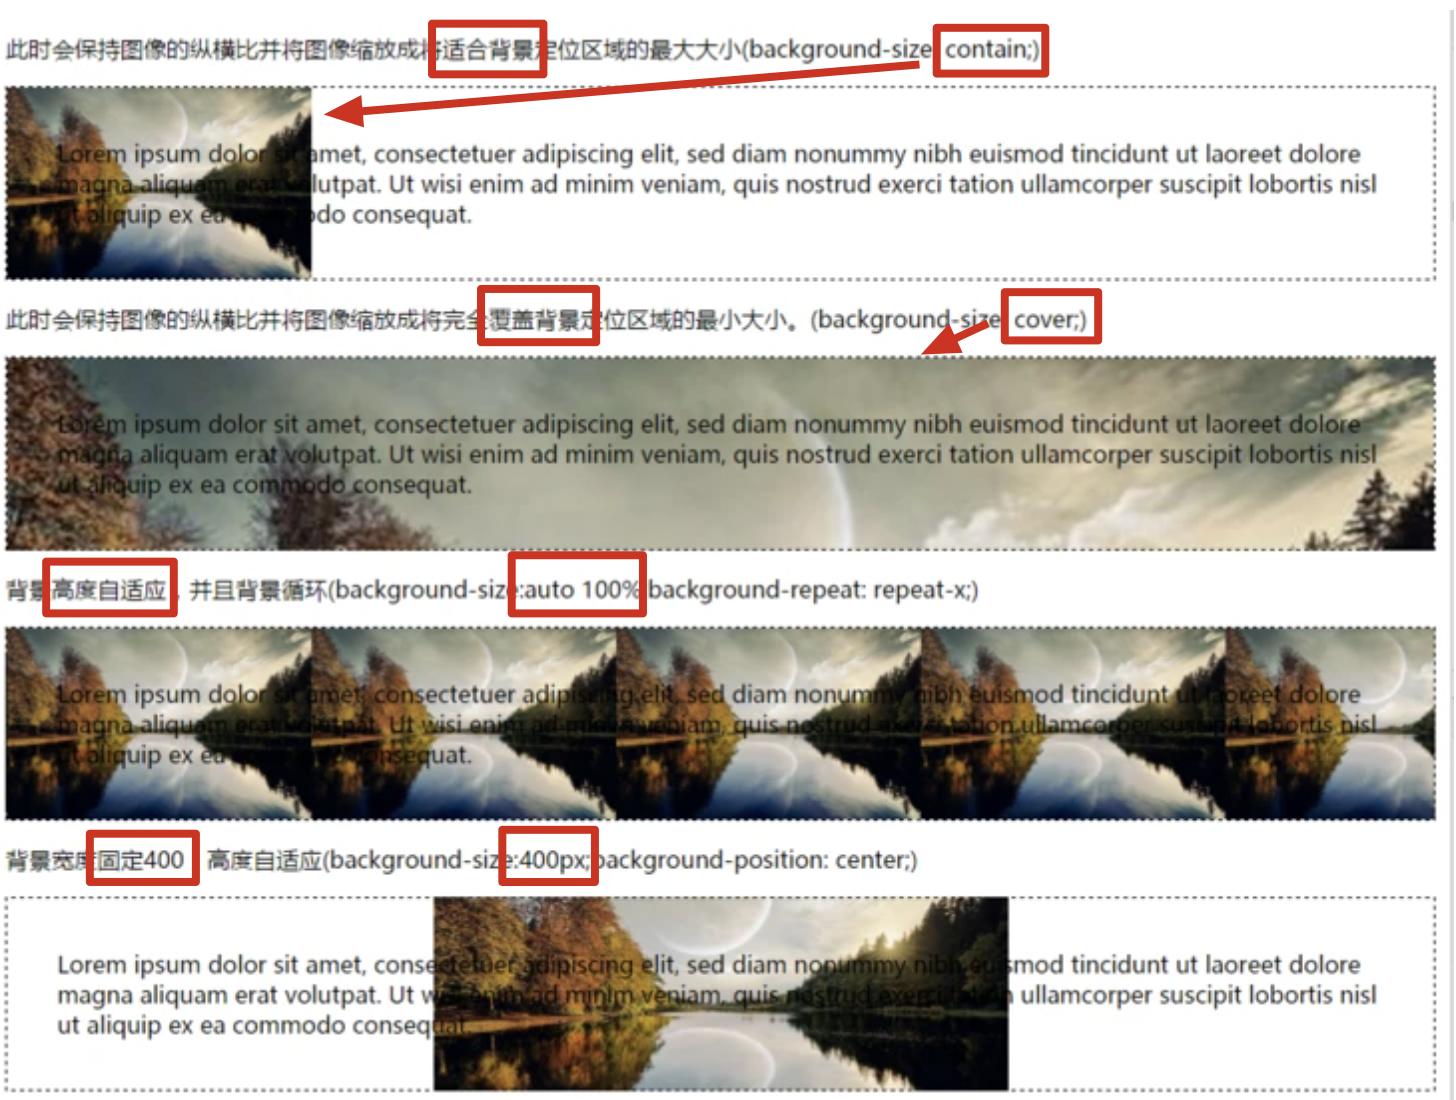 此时会保持图像的纵横比并将图像缩放成将适合背景定位区域的最大大小(background-size: contain;)
Lorem ipsum dolor sit amet, consectetuer adipiscing elit, sed diam nonummy nibh euismod tincidunt ut laoreet dolore
magna aliquam erat volutpat. Ut wisi enim ad minim veniam, quis nostrud exerci tation ullamcorper suscipit lobortis nisl
ut aliquip ex ea commodo consequat.
此时会保持图像的纵横比并将图像缩放成将完全覆盖背景定位区域的最小大小。(background-size: cover;)
Lorem ipsum dolor sit amet, consectetuer adipiscing elit, sed diam nonummy nibh euismod tincidunt ut laoreet dolore
magna aliquam erat volutpat. Ut wisi enim ad minim veniam, quis nostrud exerci tation ullamcorper suscipit lobortis nisl
ut aliquip ex ea commodo consequat.
背景高度自适应，并且背景循环(background-size:auto 100%;background-repeat: repeat-x;)
Lorem ipsum dolor sit amet, consectetuer adipiscing elit, sed diam nonummy nibh euismod tincidunt ut laoreet dolore
magna aliquam erat volutpat. Ut wisi enim ad minim veniam, quis nostrud exerci tation ullamcorper suscipit lobortis nisl
ut aliquip ex ea commodo consequat.
背景宽度固定400，高度自适应(background-size:400px;background-position: center;)
Lorem ipsum dolor sit amet, consectetuer adipiscing elit, sed diam nonummy nibh euismod tincidunt ut laoreet dolore
magna aliquam erat volutpat. Ut wisi enim ad minim veniam, quis nostrud exerci tation ullamcorper suscipit lobortis nisl
ut aliquip ex ea commodo consequat.